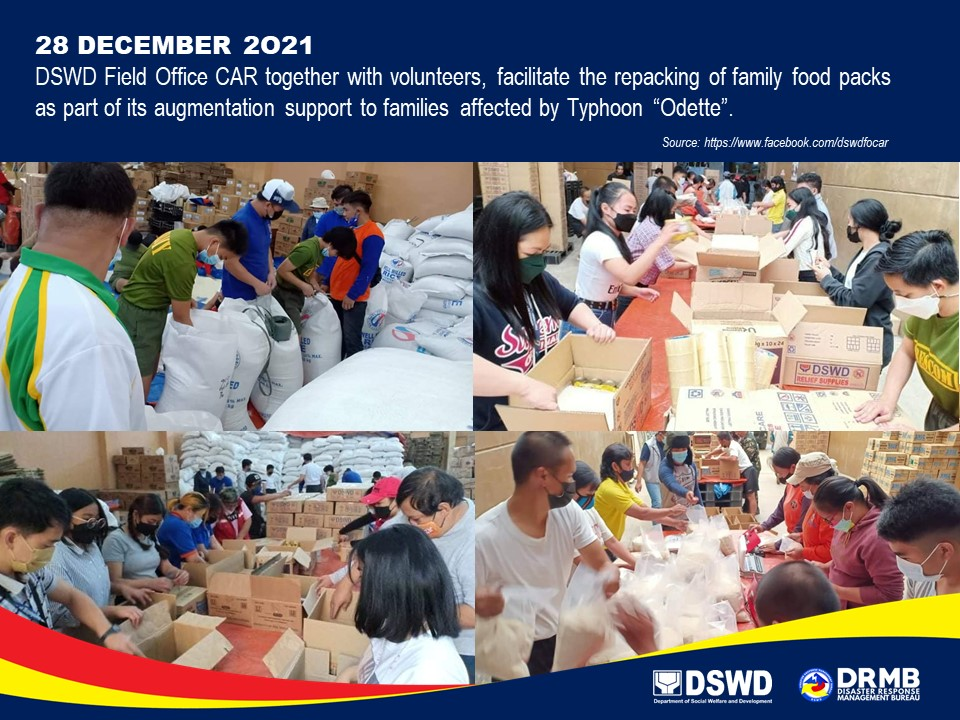 28 DECEMBER 2O21
DSWD Field Office CAR together with volunteers, facilitate the repacking of family food packs
as part of its augmentation support to families affected by Typhoon “Odette”.
Source: https://www.facebook.com/dswdfocar
DSWD
RELIEF SUPPLIES
DSWD
Department of Social Welfare and Development
DRMB
DISASTER RESPONSE
MANAGEMENT BUREAU